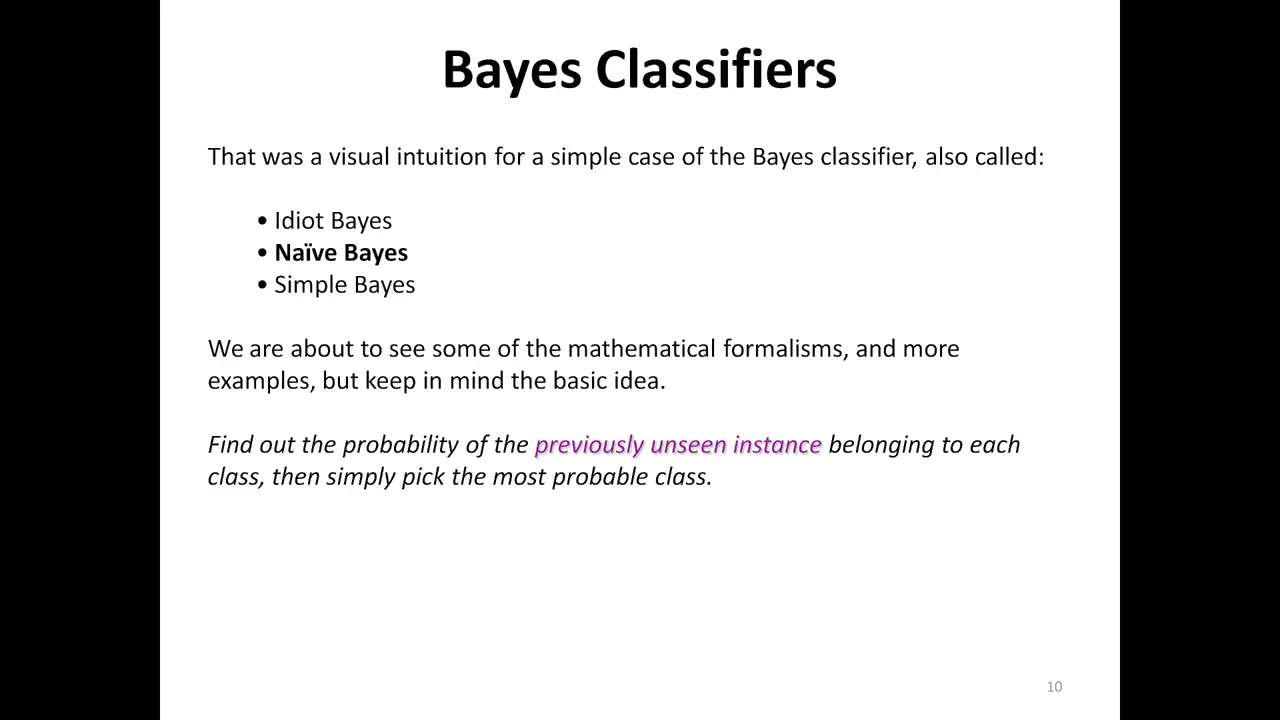 Bayes Classifiers
That was a visual intuition for a simple case of the Bayes classifier, also called:
• Idiot Bayes
• Naïve Bayes
• Simple Bayes
We are about to see some of the mathematical formalisms, and more
examples, but keep in mind the basic idea.
Find out the probability of the previously unseen instance belonging to each
class, then simply pick the most probable class.
10